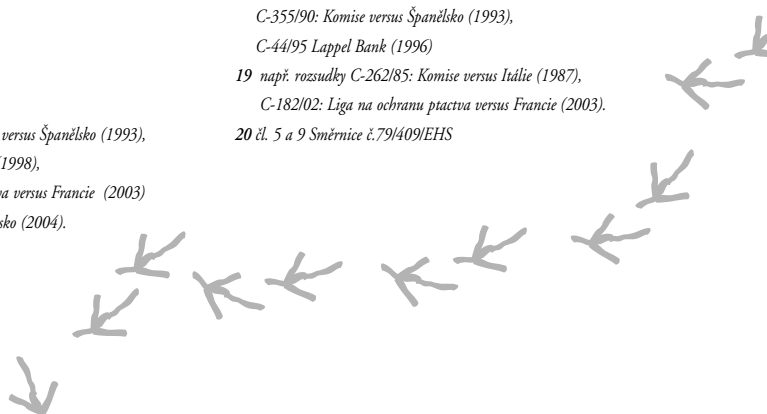 versus Španělsko (1993),
(1998),
va versus Francie (2003)
sko (2004).
C-355/90: Komise versus Španělsko (1993),
C-44/95 Lappel Bank (1996)
19 např. rozsudky C-262/85: Komise versus Itálie (1987),
C-182/02: Liga na ochranu ptactva versus Francie (2003).
20 čl. 5 a 9 Směrnice č.79/409/EHS